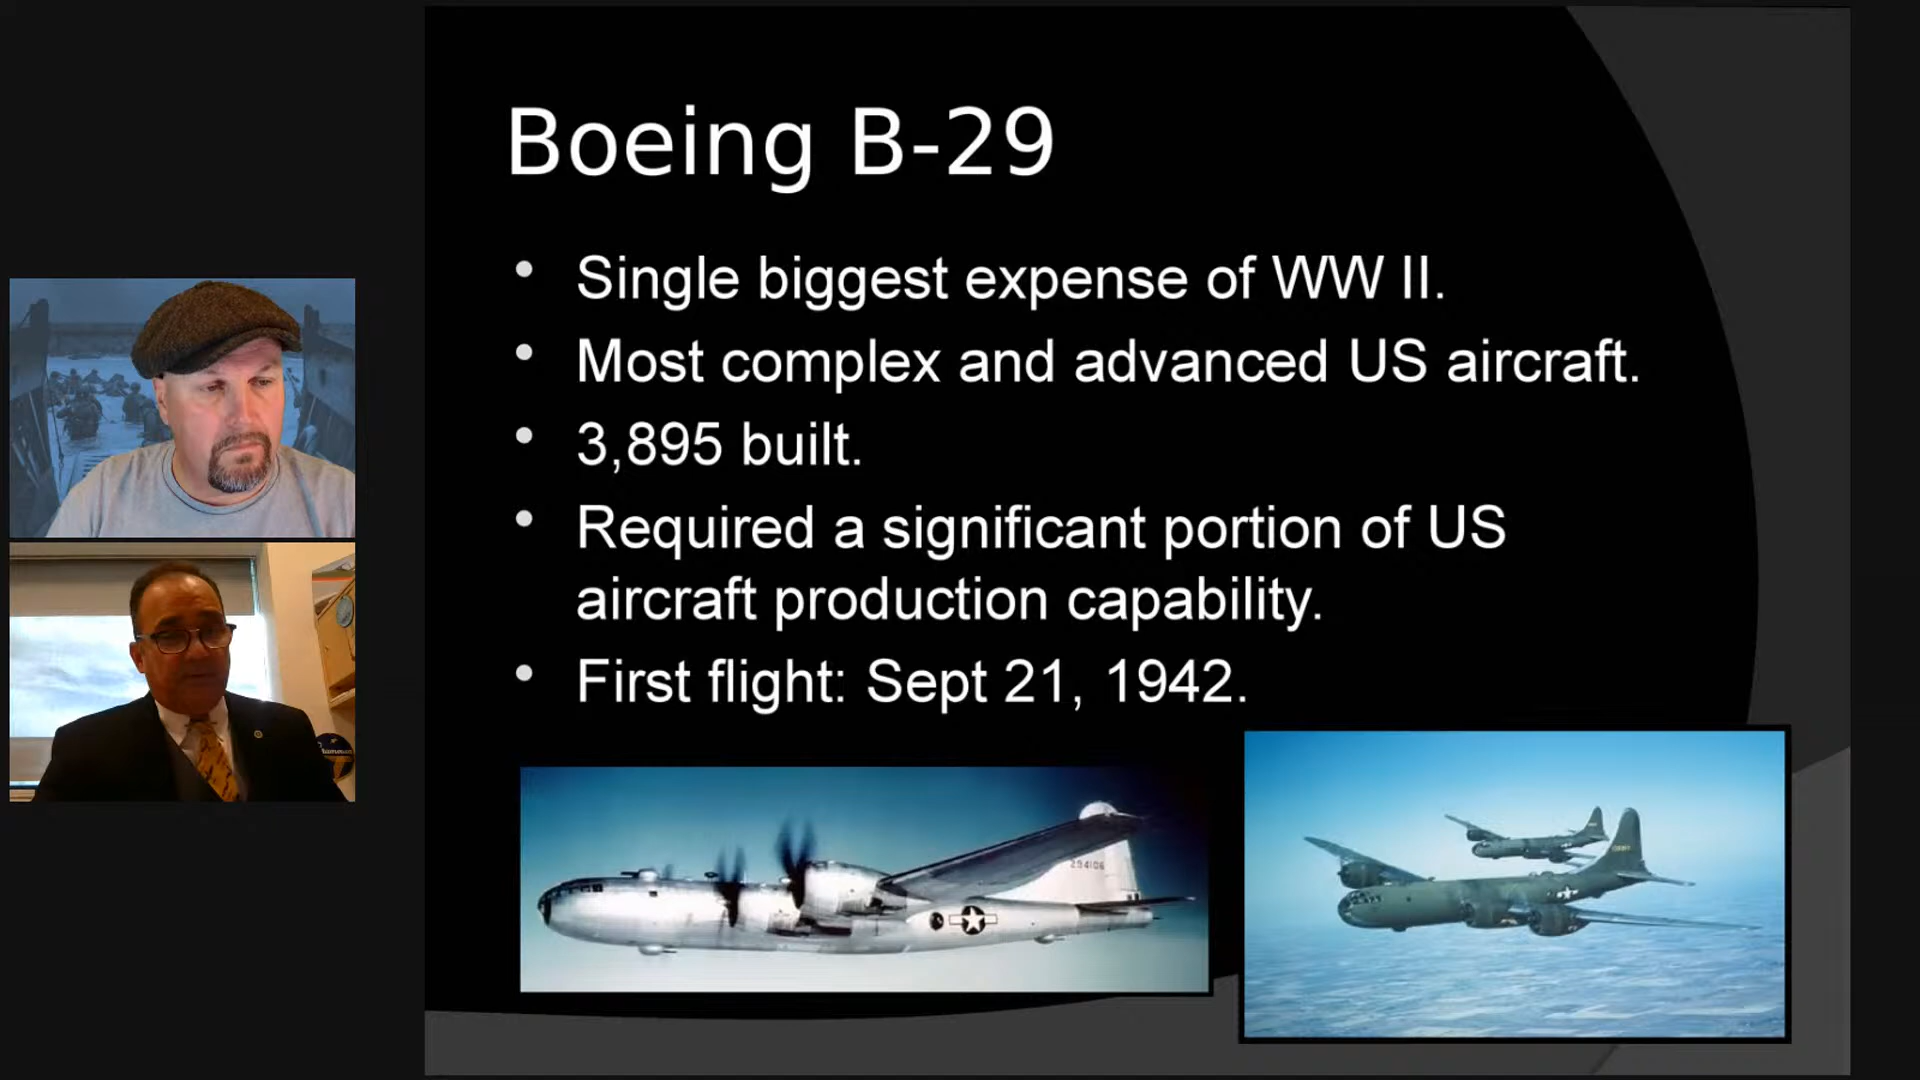 Boeing B-29
• Single biggest expense of WW II.
• Most complex and advanced US aircraft.
• 3,895 built.
• Required a significant portion of US
aircraft production capability.
• First flight: Sept 21, 1942.
294106